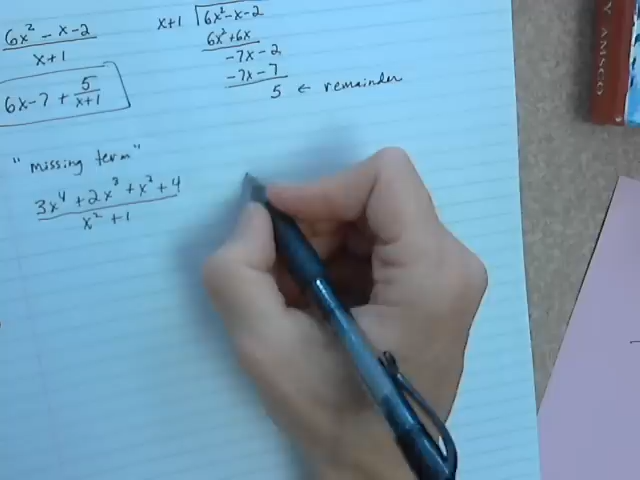 6x² - x - 2
x+1
6x - 7 + 5/x+1
x+1 √6x² - x - 2
6x² + 6x
-7x - 2
-7x - 7
5 ← remainder
"missing term"
3x⁴ + 2x³ + x² + 4
x² + 1
Y AMSCO